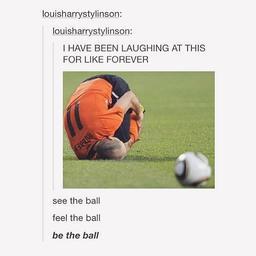 louisharrystylinson:
louisharrystylinson:
I HAVE BEEN LAUGHING AT THIS
FOR LIKE FOREVER
11
see the ball
feel the ball
be the ball